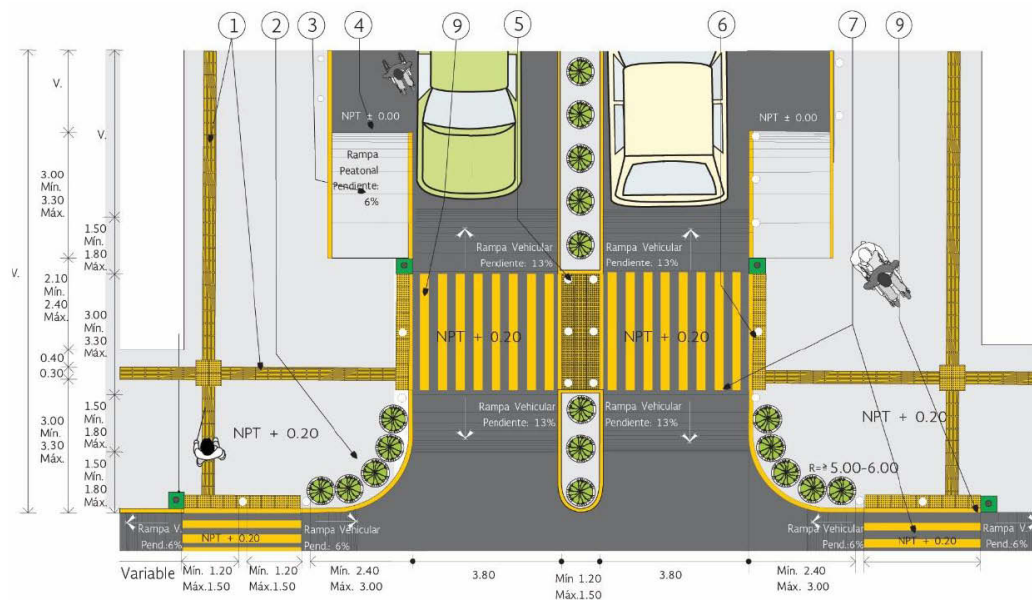 1 2 3 4 9 5 6 7 9
V.
V.
V.
3.00
Mín.
3.30
Máx.
1.50
Mín.
1.80
Máx.
2.10
Mín.
2.40
Máx.
3.00
Mín.
3.30
Máx.
0.40
0.30
3.00
Mín.
3.30
Máx.
1.50
Mín.
1.80
Máx.
1.50
Mín.
1.80
Máx.
NPT ± 0.00
NPT ± 0.00
Rampa
Peatonal
Pendiente:
6%
Rampa Vehicular
Pendiente: 13%
Rampa Vehicular
Pendiente: 13%
NPT + 0.20
NPT + 0.20
Rampa Vehicular
Pendiente: 13%
Rampa Vehicular
Pendiente: 13%
NPT + 0.20
NPT + 0.20
R=≥ 5.00-6.00
Rampa V.
Pend.:6%
NPT + 0.20
Rampa Vehicular
Pend.: 6%
Rampa Vehicular
Pend.:6%
NPT + 0.20
Rampa V.
Pend.:6%
Variable
Mín. 1.20
Máx.1.50
Mín. 1.20
Máx.1.50
Mín. 2.40
Máx. 3.00
3.80
Mín 1.20
Máx.1.50
3.80
Mín. 2.40
Máx. 3.00